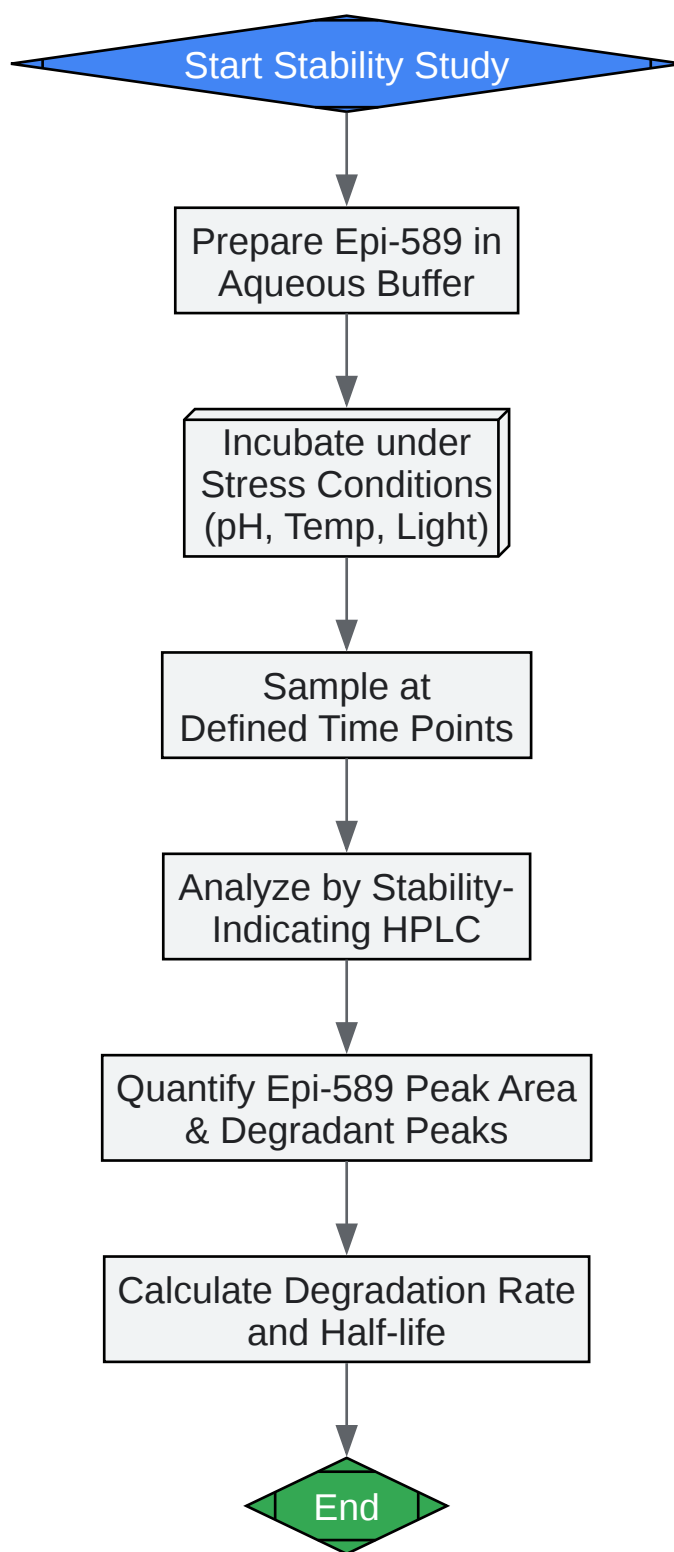 Start Stability Study
Prepare Epi-589 in
Aqueous Buffer
Incubate under
Stress Conditions
(pH, Temp, Light)
Sample at
Defined Time Points
Analyze by Stability-
Indicating HPLC
Quantify Epi-589 Peak Area
& Degradant Peaks
Calculate Degradation Rate
and Half-life
End